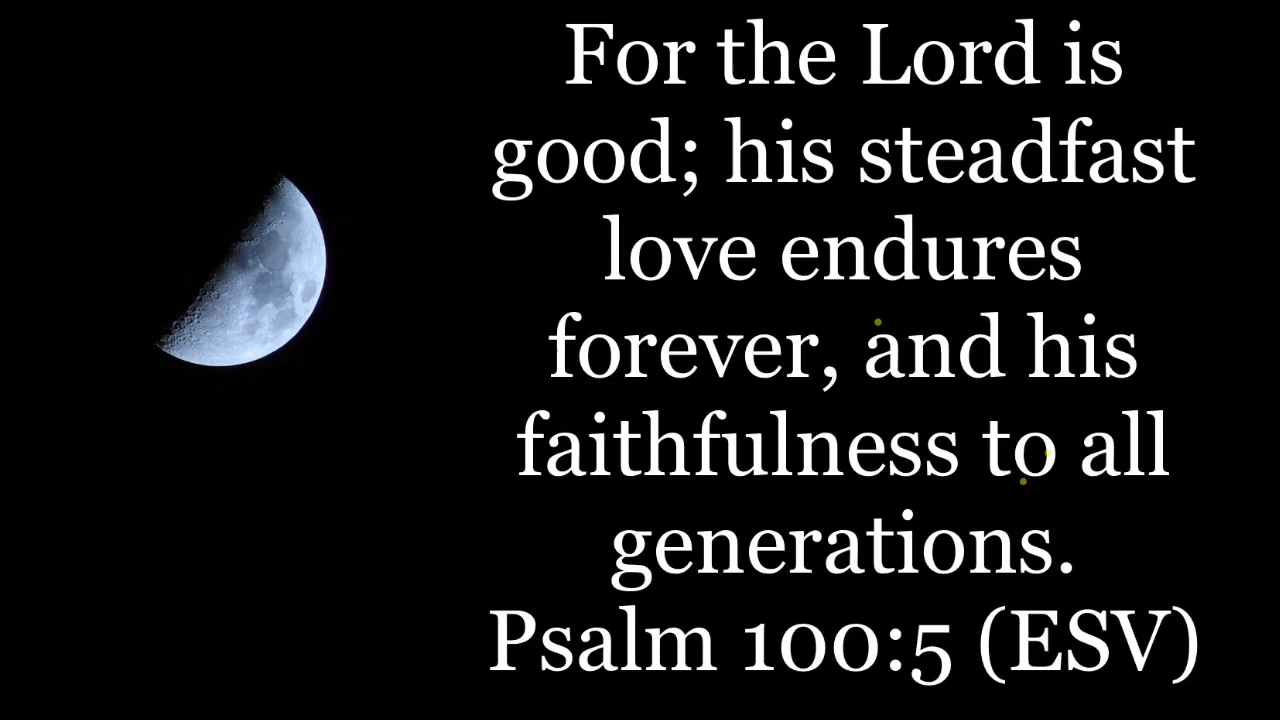 For the Lord is
good; his steadfast
love endures
forever, and his
faithfulness to all
generations.
Psalm 100:5 (ESV)